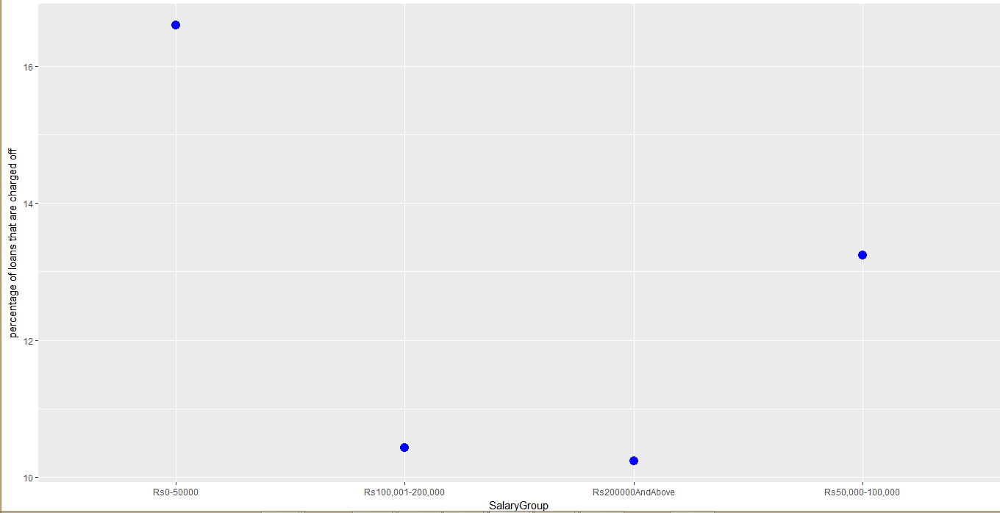 percentage of loans that are charged off
16
14
12
10
Rs0-50000 Rs100,001-200,000 Rs200000AndAbove Rs50,000-100,000
SalaryGroup